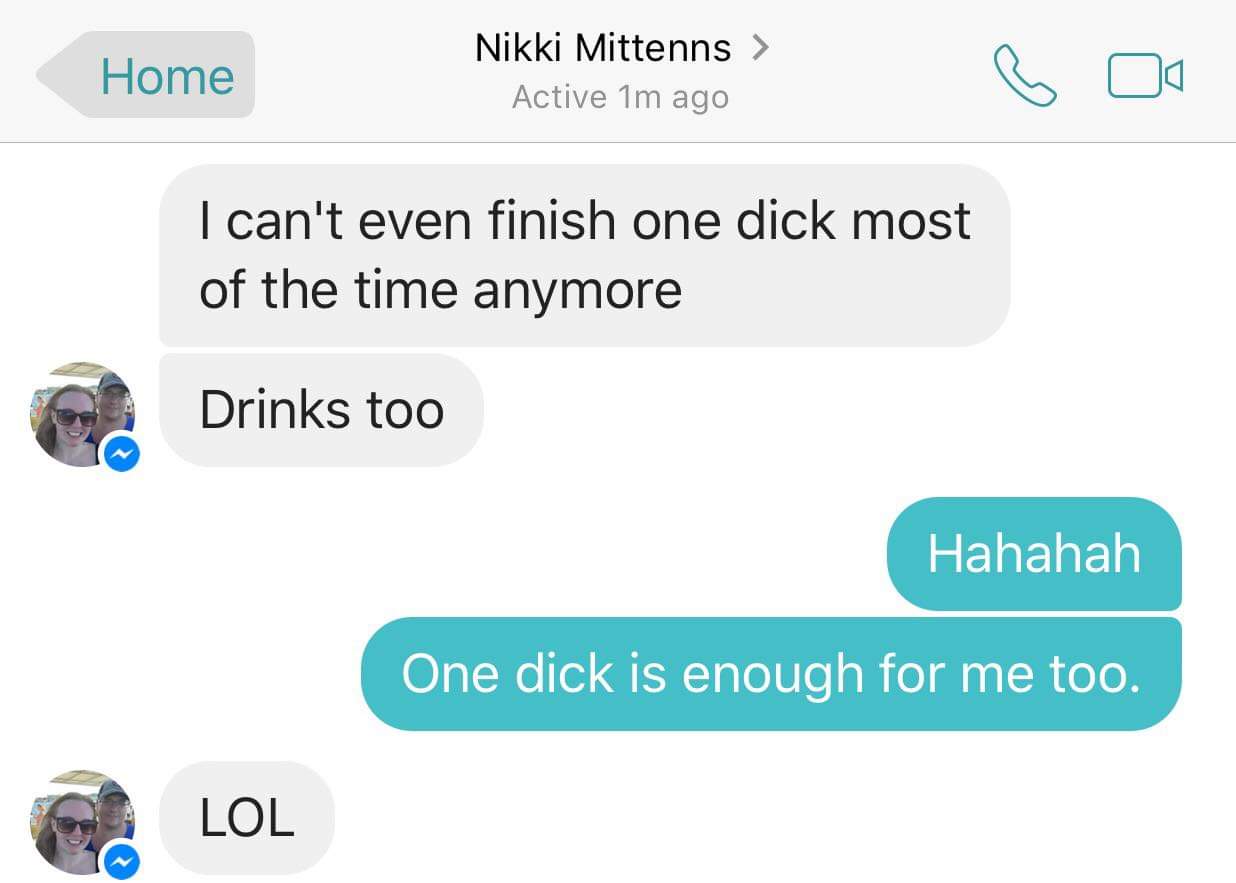 Home
Nikki Mittenns
Active 1m ago
I can't even finish one dick most
of the time anymore
Drinks too
Hahahah
One dick is enough for me too.
LOL